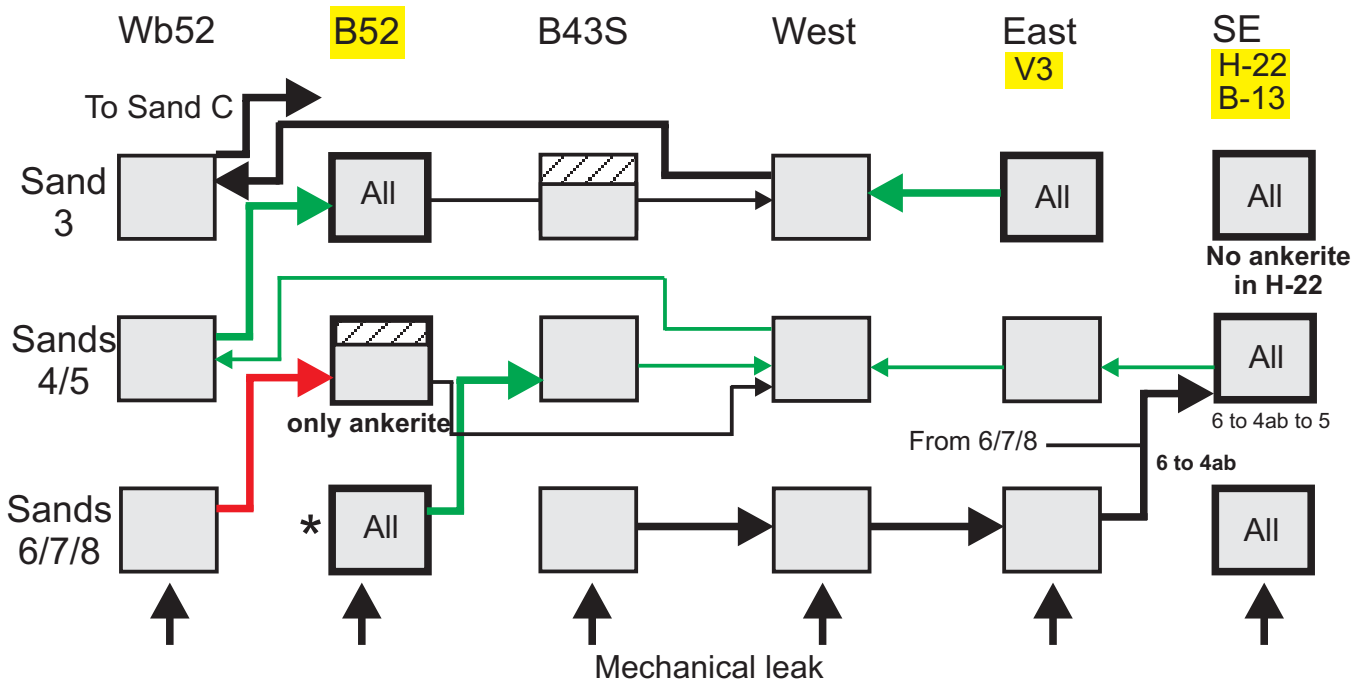 Wb52 B52 B43S West East SE
V3 H-22
B-13
To Sand C
Sand
3
All All All
No ankerite
in H-22
Sands
4/5
All
only ankerite
6 to 4ab to 5
From 6/7/8
6 to 4ab
Sands
6/7/8
* All All
Mechanical leak